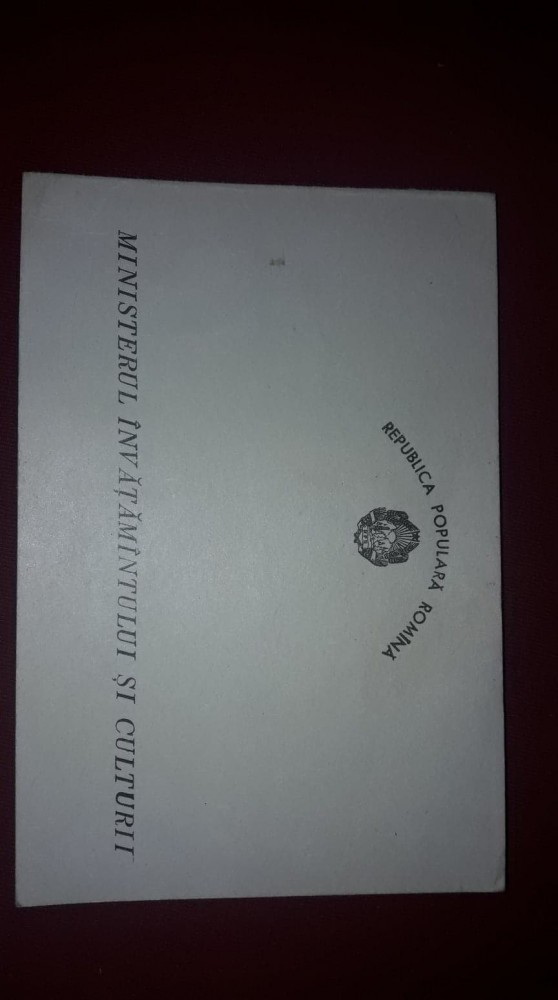 REPUBLICA POPULARĂ ROMÎNĂ
MINISTERUL ÎNVĂȚĂMÎNTULUI ȘI CULTURII